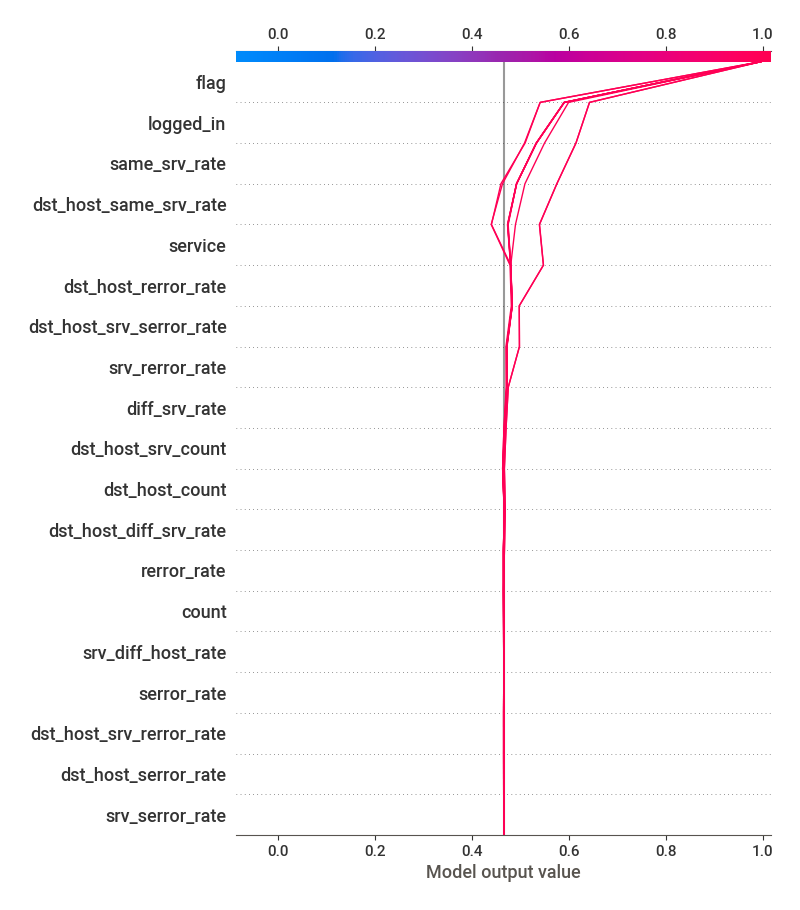 0.0 0.2 0.4 0.6 0.8 1.0
flag
logged_in
same_srv_rate
dst_host_same_srv_rate
service
dst_host_rerror_rate
dst_host_srv_serror_rate
srv_rerror_rate
diff_srv_rate
dst_host_srv_count
dst_host_count
dst_host_diff_srv_rate
rerror_rate
count
srv_diff_host_rate
serror_rate
dst_host_srv_rerror_rate
dst_host_serror_rate
srv_serror_rate
0.0 0.2 0.4 0.6 0.8 1.0
Model output value